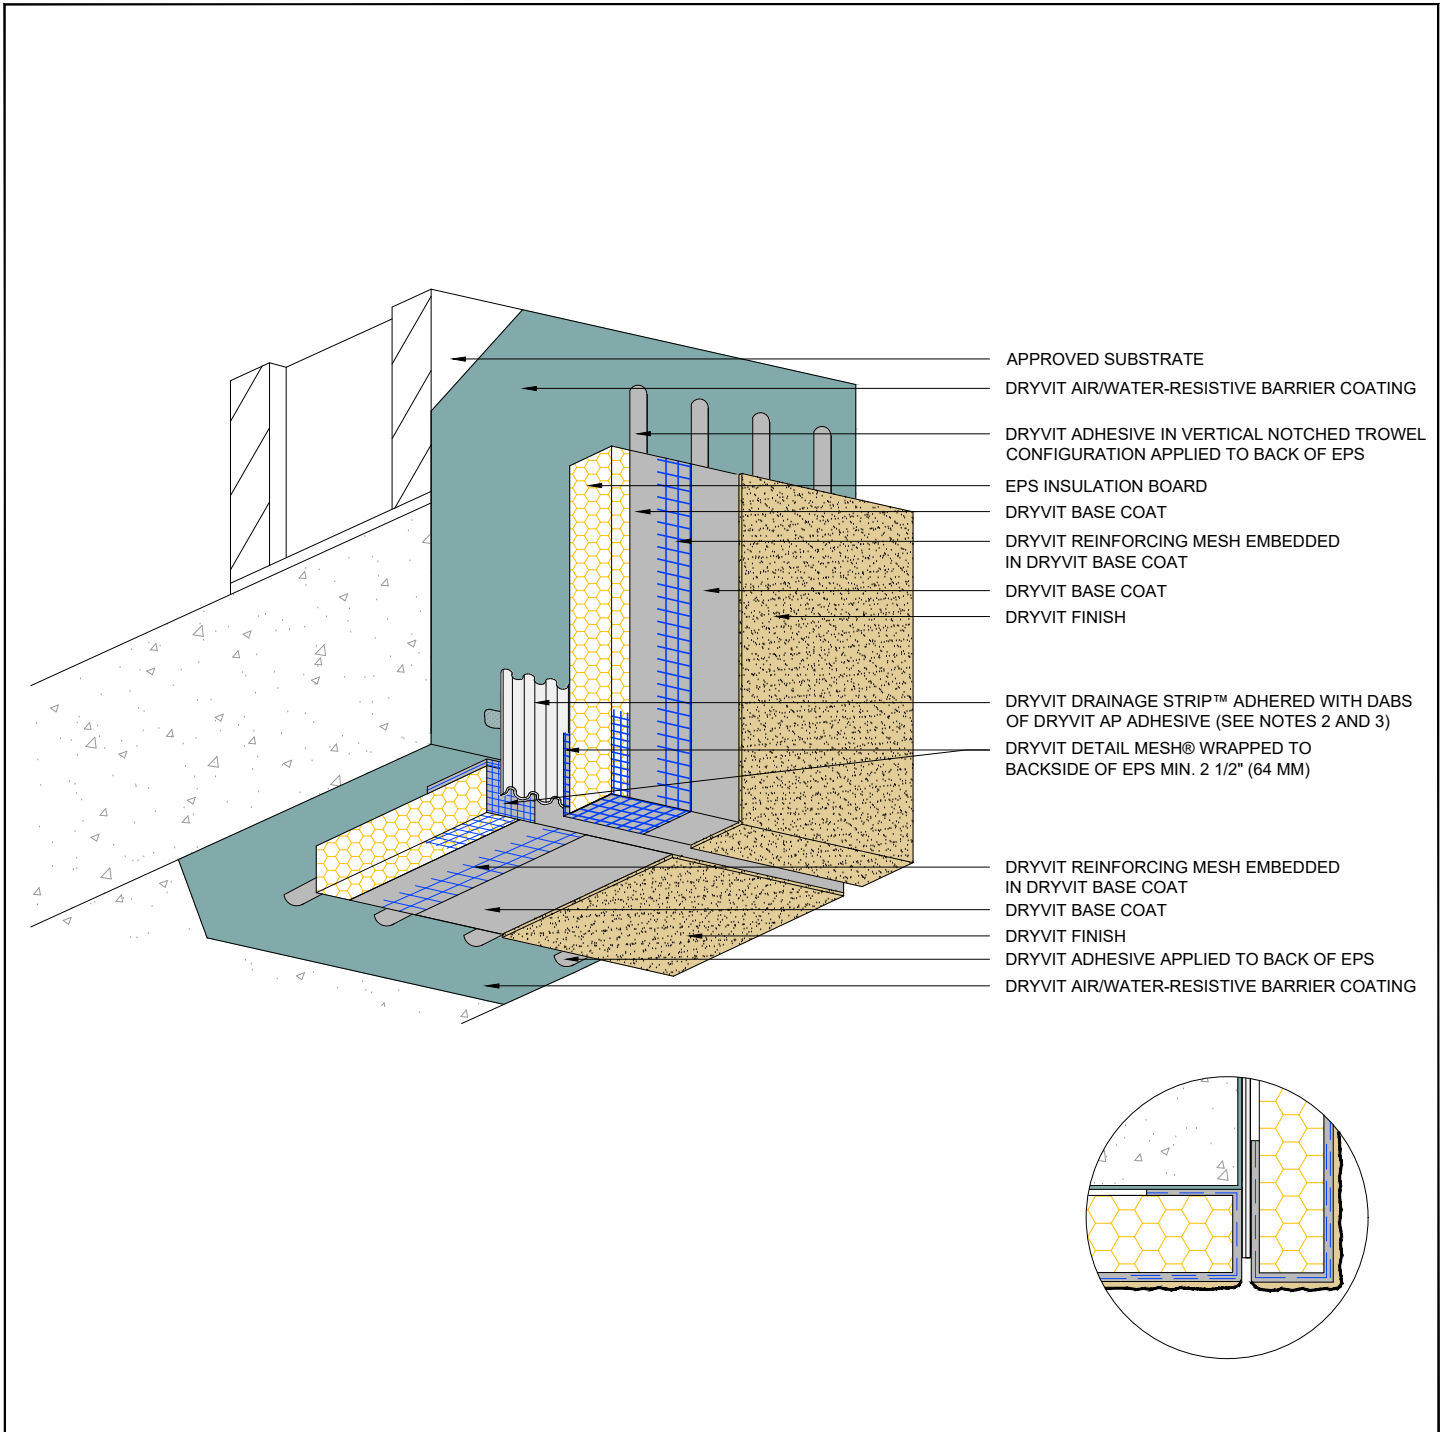 APPROVED SUBSTRATE
DRYVIT AIR/WATER-RESISTIVE BARRIER COATING
DRYVIT ADHESIVE IN VERTICAL NOTCHED TROWEL
CONFIGURATION APPLIED TO BACK OF EPS
EPS INSULATION BOARD
DRYVIT BASE COAT
DRYVIT REINFORCING MESH EMBEDDED
IN DRYVIT BASE COAT
DRYVIT BASE COAT
DRYVIT FINISH
DRYVIT DRAINAGE STRIP™ ADHERED WITH DABS
OF DRYVIT AP ADHESIVE (SEE NOTES 2 AND 3)
DRYVIT DETAIL MESH® WRAPPED TO
BACKSIDE OF EPS MIN. 2 1/2" (64 MM)
DRYVIT REINFORCING MESH EMBEDDED
IN DRYVIT BASE COAT
DRYVIT BASE COAT
DRYVIT FINISH
DRYVIT ADHESIVE APPLIED TO BACK OF EPS
DRYVIT AIR/WATER-RESISTIVE BARRIER COATING